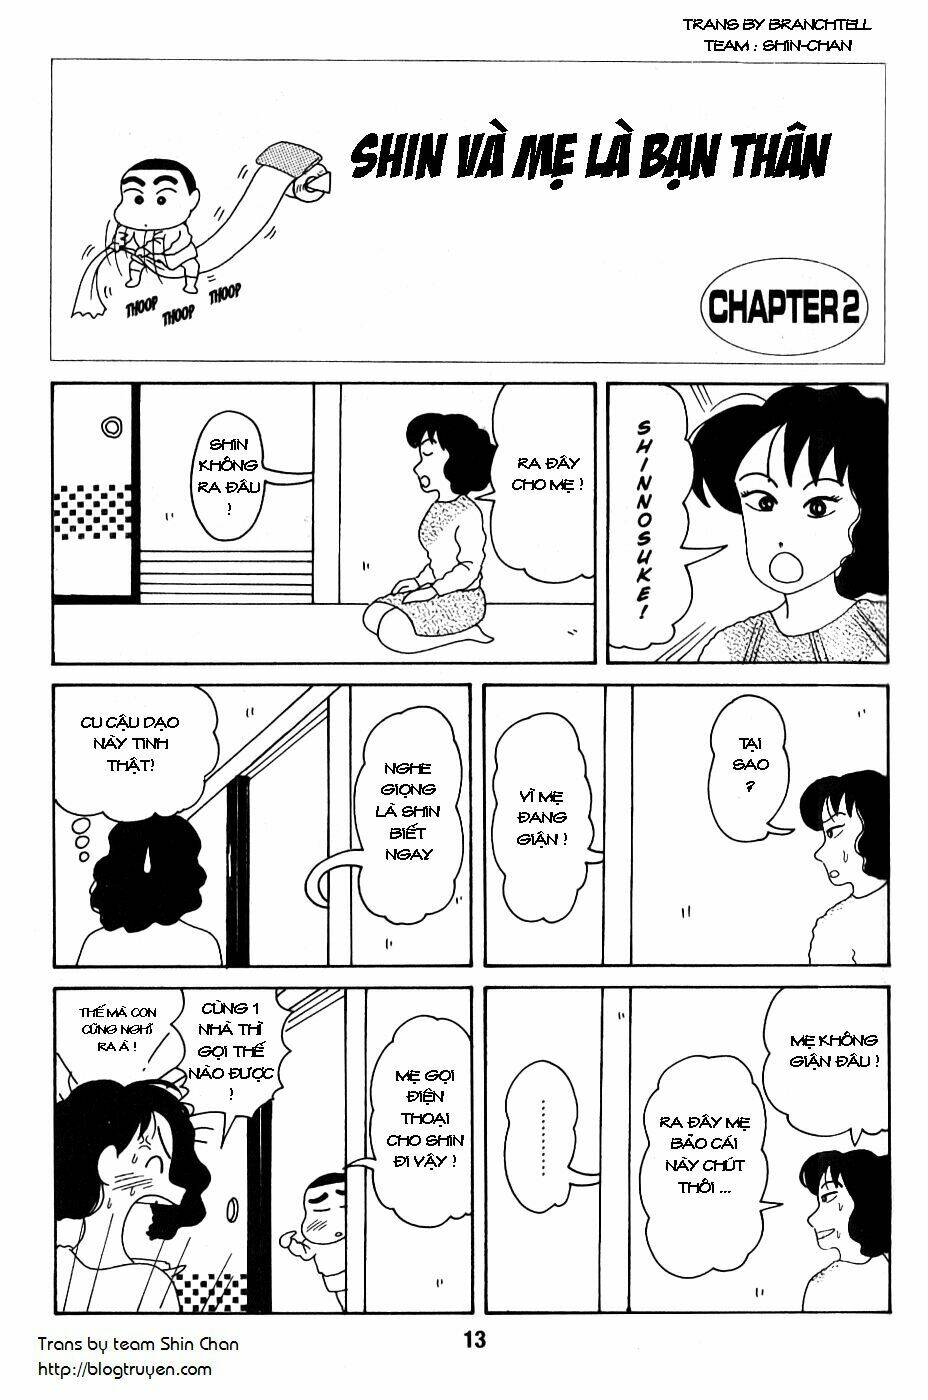 TRANS BY BRANCHTELL
TEAM : SHIN-CHAN
SHIN VÀ MẸ LÀ BẠN THÂN
THOOP
THOOP
THOOP
CHAPTER 2
SHINNOSUKE!
RA ĐÂY
CHO MẸ !
SHIN
KHÔNG
RA ĐÂU
!
TẠI
SAO
?
VÌ MẸ
ĐANG
GIẬN !
NGHE
GIỌNG
LÀ SHIN
BIẾT
NGAY
CU CẬU DẠO
NÀY TINH
THẬT!
MẸ KHÔNG
GIẬN ĐÂU !
RA ĐÂY MẸ
BẢO CÁI
NÀY CHÚT
THÔI ...
..........
MẸ GỌI
ĐIỆN
THOẠI
CHO SHIN
ĐI VẬY !
CÙNG 1
NHÀ THÌ
GỌI THẾ
NÀO ĐƯỢC
!
THẾ MÀ CON
CŨNG NGHĨ
RA À !
13
Trans by team Shin Chan
http://blogtruyen.com